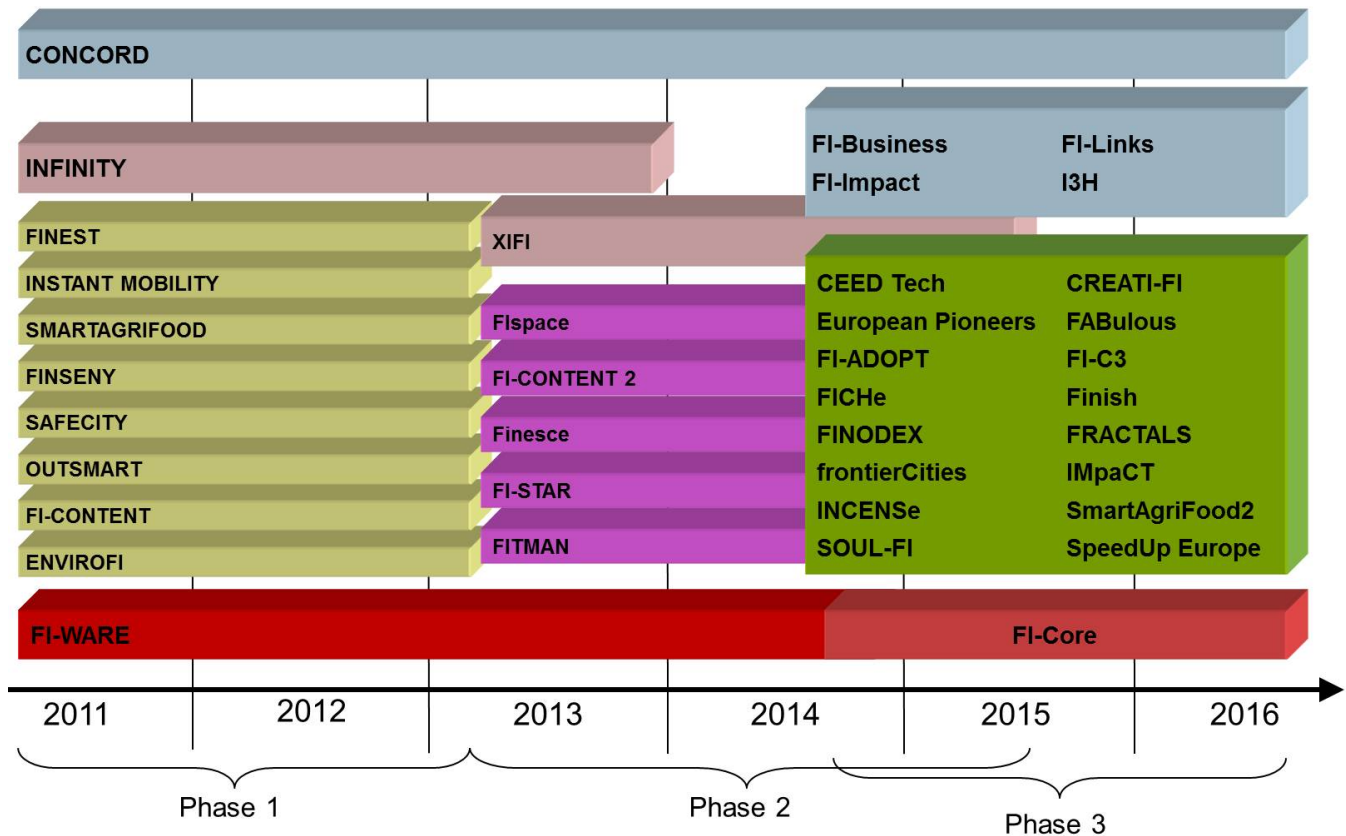 CONCORD
FI-Business FI-Links
FI-Impact I3H
INFINITY
FINEST
INSTANT MOBILITY
SMARTAGRIFOOD
FINSENY
SAFECITY
OUTSMART
FI-CONTENT
ENVIROFI
XIFI
FIspace
FI-CONTENT 2
Finesce
FI-STAR
FITMAN
CEED Tech CREATI-FI
European Pioneers FABulous
FI-ADOPT FI-C3
FICHe Finish
FINODEX FRACTALS
frontierCities IMpaCT
INCENSe SmartAgriFood2
SOUL-FI SpeedUp Europe
FI-WARE FI-Core
2011 2012 2013 2014 2015 2016
Phase 1 Phase 2 Phase 3